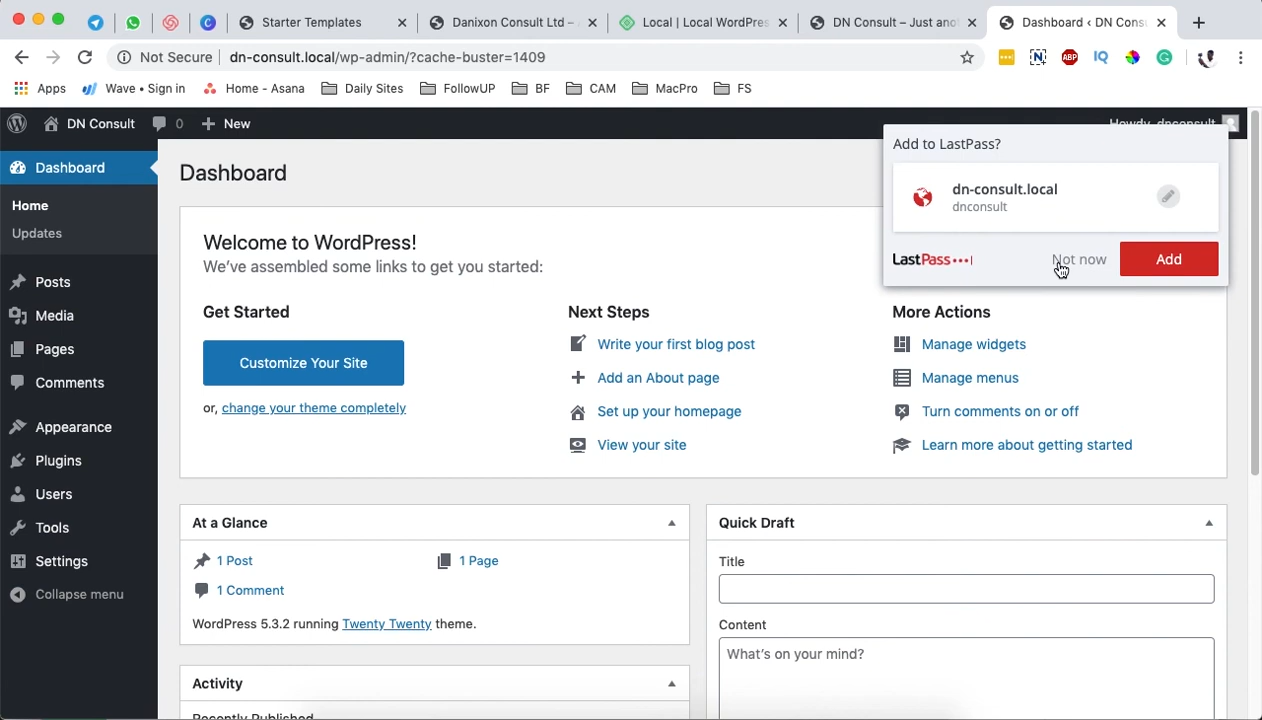 Starter Templates
Danixon Consult Ltd –
Local | Local WordPres
DN Consult – Just ano
Dashboard ‹ DN Cons
Not Secure
dn-consult.local/wp-admin/?cache-buster=1409
Apps
Wave • Sign in
Home - Asana
Daily Sites
FollowUP
BF
CAM
MacPro
FS
DN Consult
0
New
Howdy, dnconsult
Dashboard
Home
Updates
Posts
Media
Pages
Comments
Appearance
Plugins
Users
Tools
Settings
Collapse menu
Dashboard
Add to LastPass?
dn-consult.local
dnconsult
LastPass
Not now
Add
Welcome to WordPress!
We’ve assembled some links to get you started:
Get Started
Customize Your Site
or, change your theme completely
Next Steps
Write your first blog post
Add an About page
Set up your homepage
View your site
More Actions
Manage widgets
Manage menus
Turn comments on or off
Learn more about getting started
At a Glance
1 Post
1 Page
1 Comment
WordPress 5.3.2 running Twenty Twenty theme.
Activity
Recently Published
Quick Draft
Title
Content
What’s on your mind?